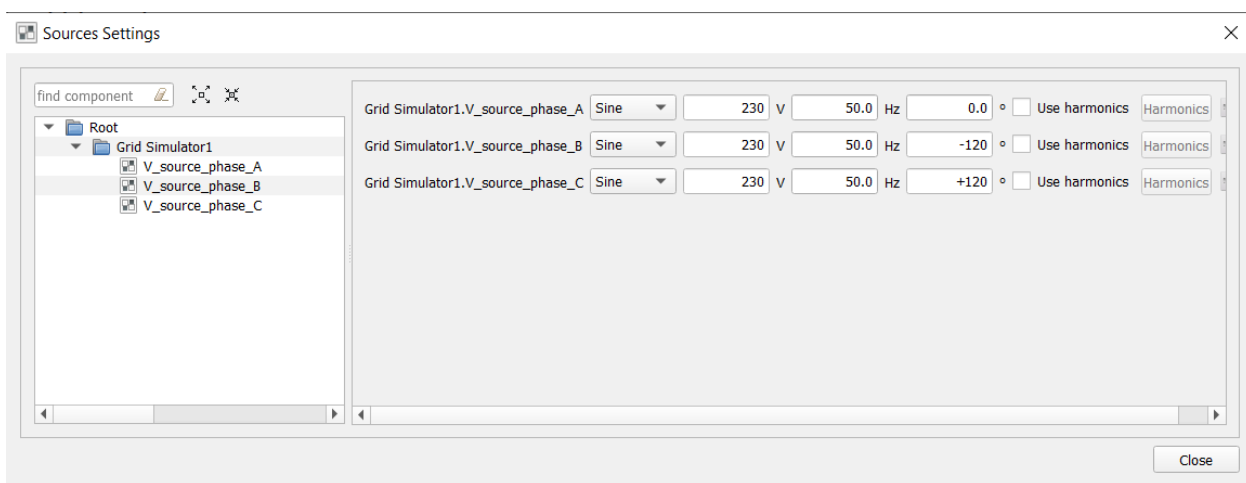 Sources Settings
find component
Root
Grid Simulator1
V_source_phase_A
V_source_phase_B
V_source_phase_C
Grid Simulator1.V_source_phase_A Sine 230 V 50.0 Hz 0.0 ° Use harmonics Harmonics
Grid Simulator1.V_source_phase_B Sine 230 V 50.0 Hz -120 ° Use harmonics Harmonics
Grid Simulator1.V_source_phase_C Sine 230 V 50.0 Hz +120 ° Use harmonics Harmonics
Close